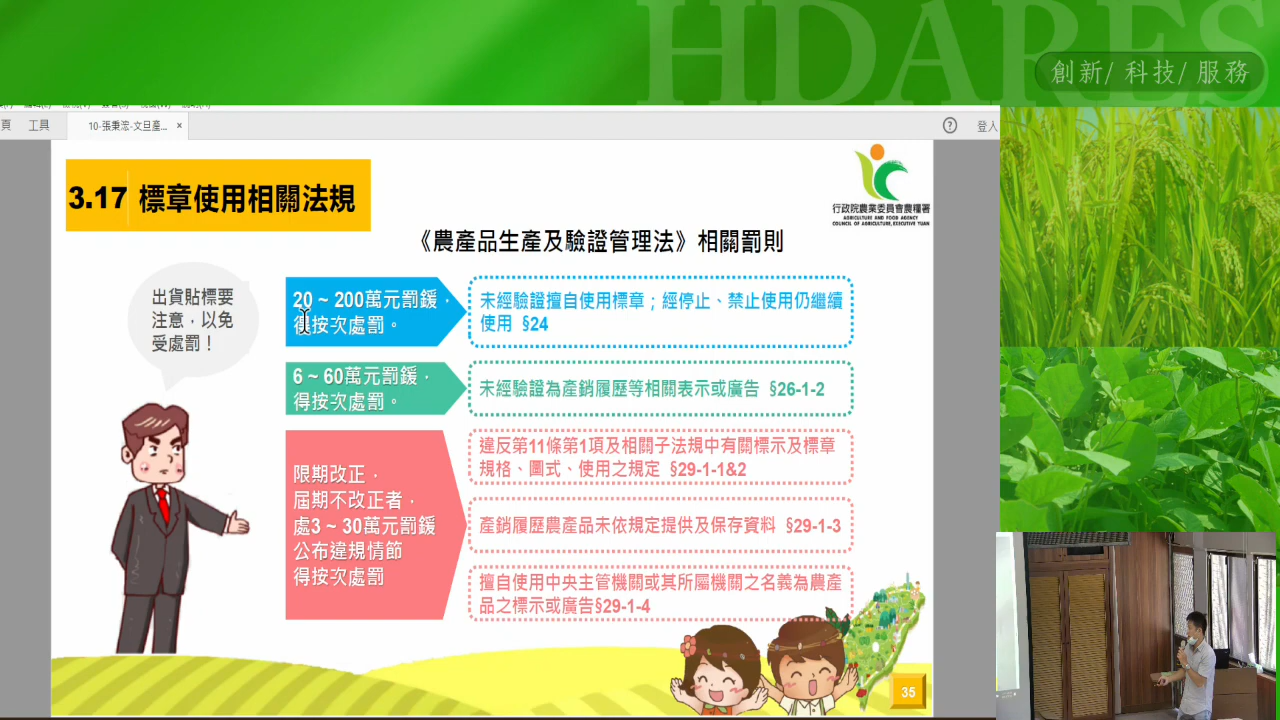 HDARES
創新/ 科技/ 服務
頁 工具 10-張秉浤-文旦產... × ? 登入
3.17 標章使用相關法規
行政院農業委員會農糧署
AGRICULTURE AND FOOD AGENCY
COUNCIL OF AGRICULTURE, EXECUTIVE YUAN
《農產品生產及驗證管理法》相關罰則
出貨貼標要
注意，以免
受處罰！
20 ~ 200萬元罰鍰，
得按次處罰。
未經驗證擅自使用標章；經停止、禁止使用仍繼續
使用 §24
6 ~ 60萬元罰鍰，
得按次處罰。
未經驗證為產銷履歷等相關表示或廣告 §26-1-2
限期改正，
屆期不改正者，
處3 ~ 30萬元罰鍰
公布違規情節
得按次處罰
違反第11條第1項及相關子法規中有關標示及標章
規格、圖式、使用之規定 §29-1-1&2
產銷履歷農產品未依規定提供及保存資料 §29-1-3
擅自使用中央主管機關或其所屬機關之名義為農產
品之標示或廣告§29-1-4
35